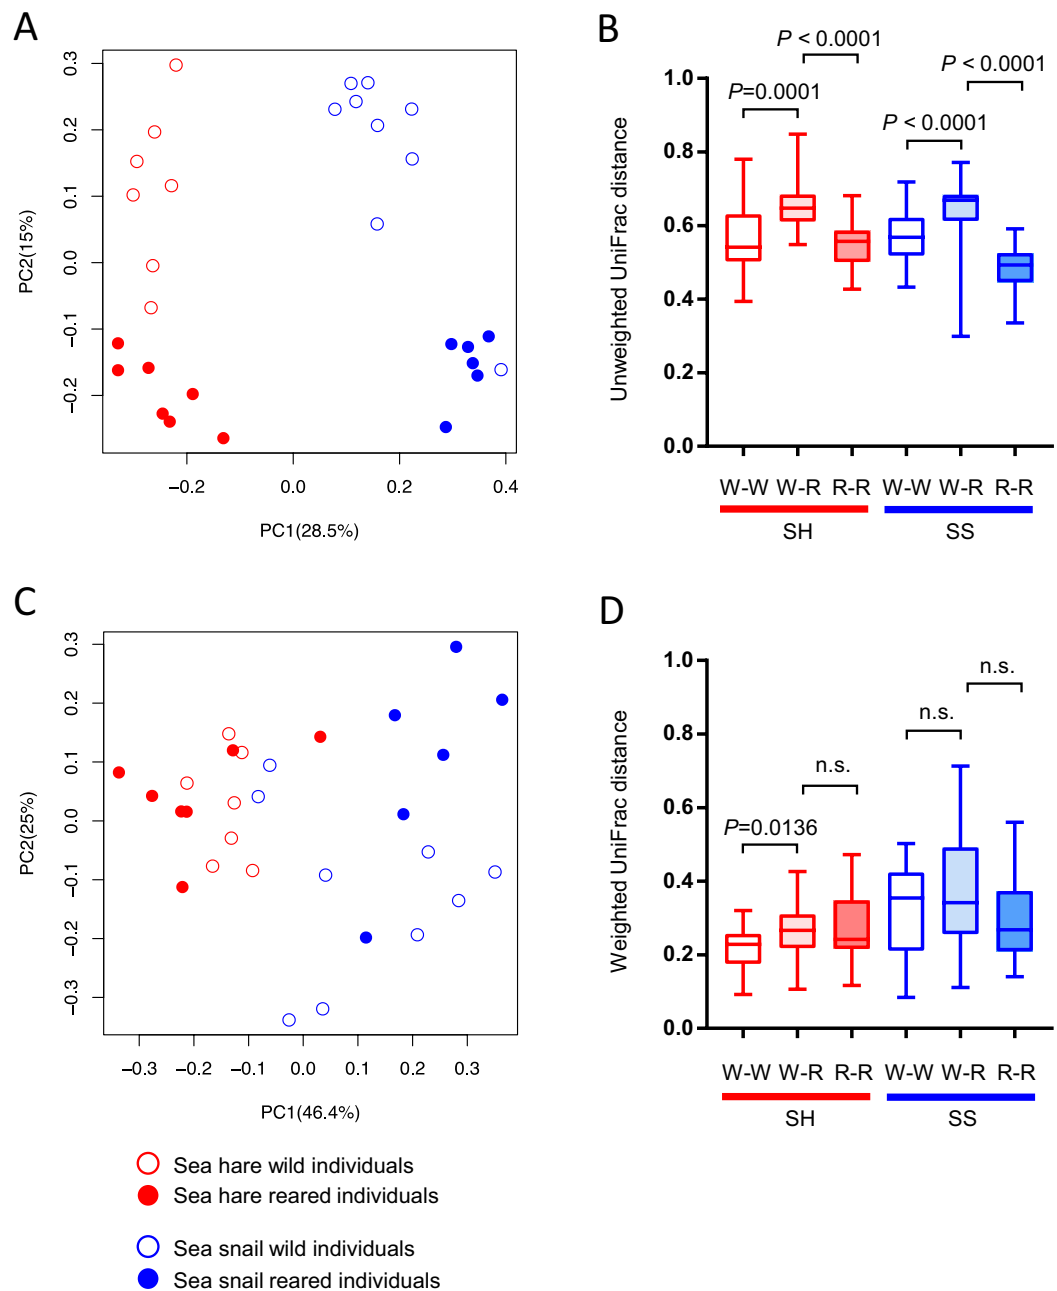 A
PC2(15%)
0.3
0.2
0.1
0.0
−0.1
−0.2
−0.2 0.0 0.2 0.4
PC1(28.5%)
B
Unweighted UniFrac distance
1.0
0.8
0.6
0.4
0.2
0.0
P=0.0001
P < 0.0001
P < 0.0001
P < 0.0001
W-W W-R R-R W-W W-R R-R
SH SS
C
PC2(25%)
0.3
0.2
0.1
0.0
−0.1
−0.2
−0.3
−0.3 −0.2 −0.1 0.0 0.1 0.2 0.3
PC1(46.4%)
D
Weighted UniFrac distance
1.0
0.8
0.6
0.4
0.2
0.0
P=0.0136
n.s.
n.s.
n.s.
W-W W-R R-R W-W W-R R-R
SH SS
Sea hare wild individuals
Sea hare reared individuals
Sea snail wild individuals
Sea snail reared individuals